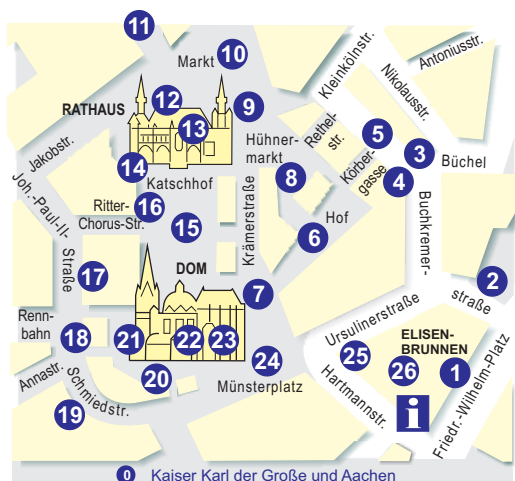 11
Markt
10
Kleinkölnstr.
Antoniusstr.
Nikolausstr.
RATHAUS
12
9
13
Rethel-
str.
5
3
Hühner-
markt
Körber-
gasse
Büchel
Jakobstr.
14
Katschhof
8
4
Joh.-Paul-II-
Straße
Ritter-
Chorus-Str.
16
15
Krämerstraße
Hof
6
Buchkremer-
straße
DOM
17
7
2
Renn-
bahn
18
21
22
23
Ursulinerstraße
ELISEN-
BRUNNEN
24
25
26
1
Annastr.
Schmiedstr.
20
Münsterplatz
Hartmannstr.
i
Friedr.-Wilhelm-Platz
19
0 Kaiser Karl der Große und Aachen